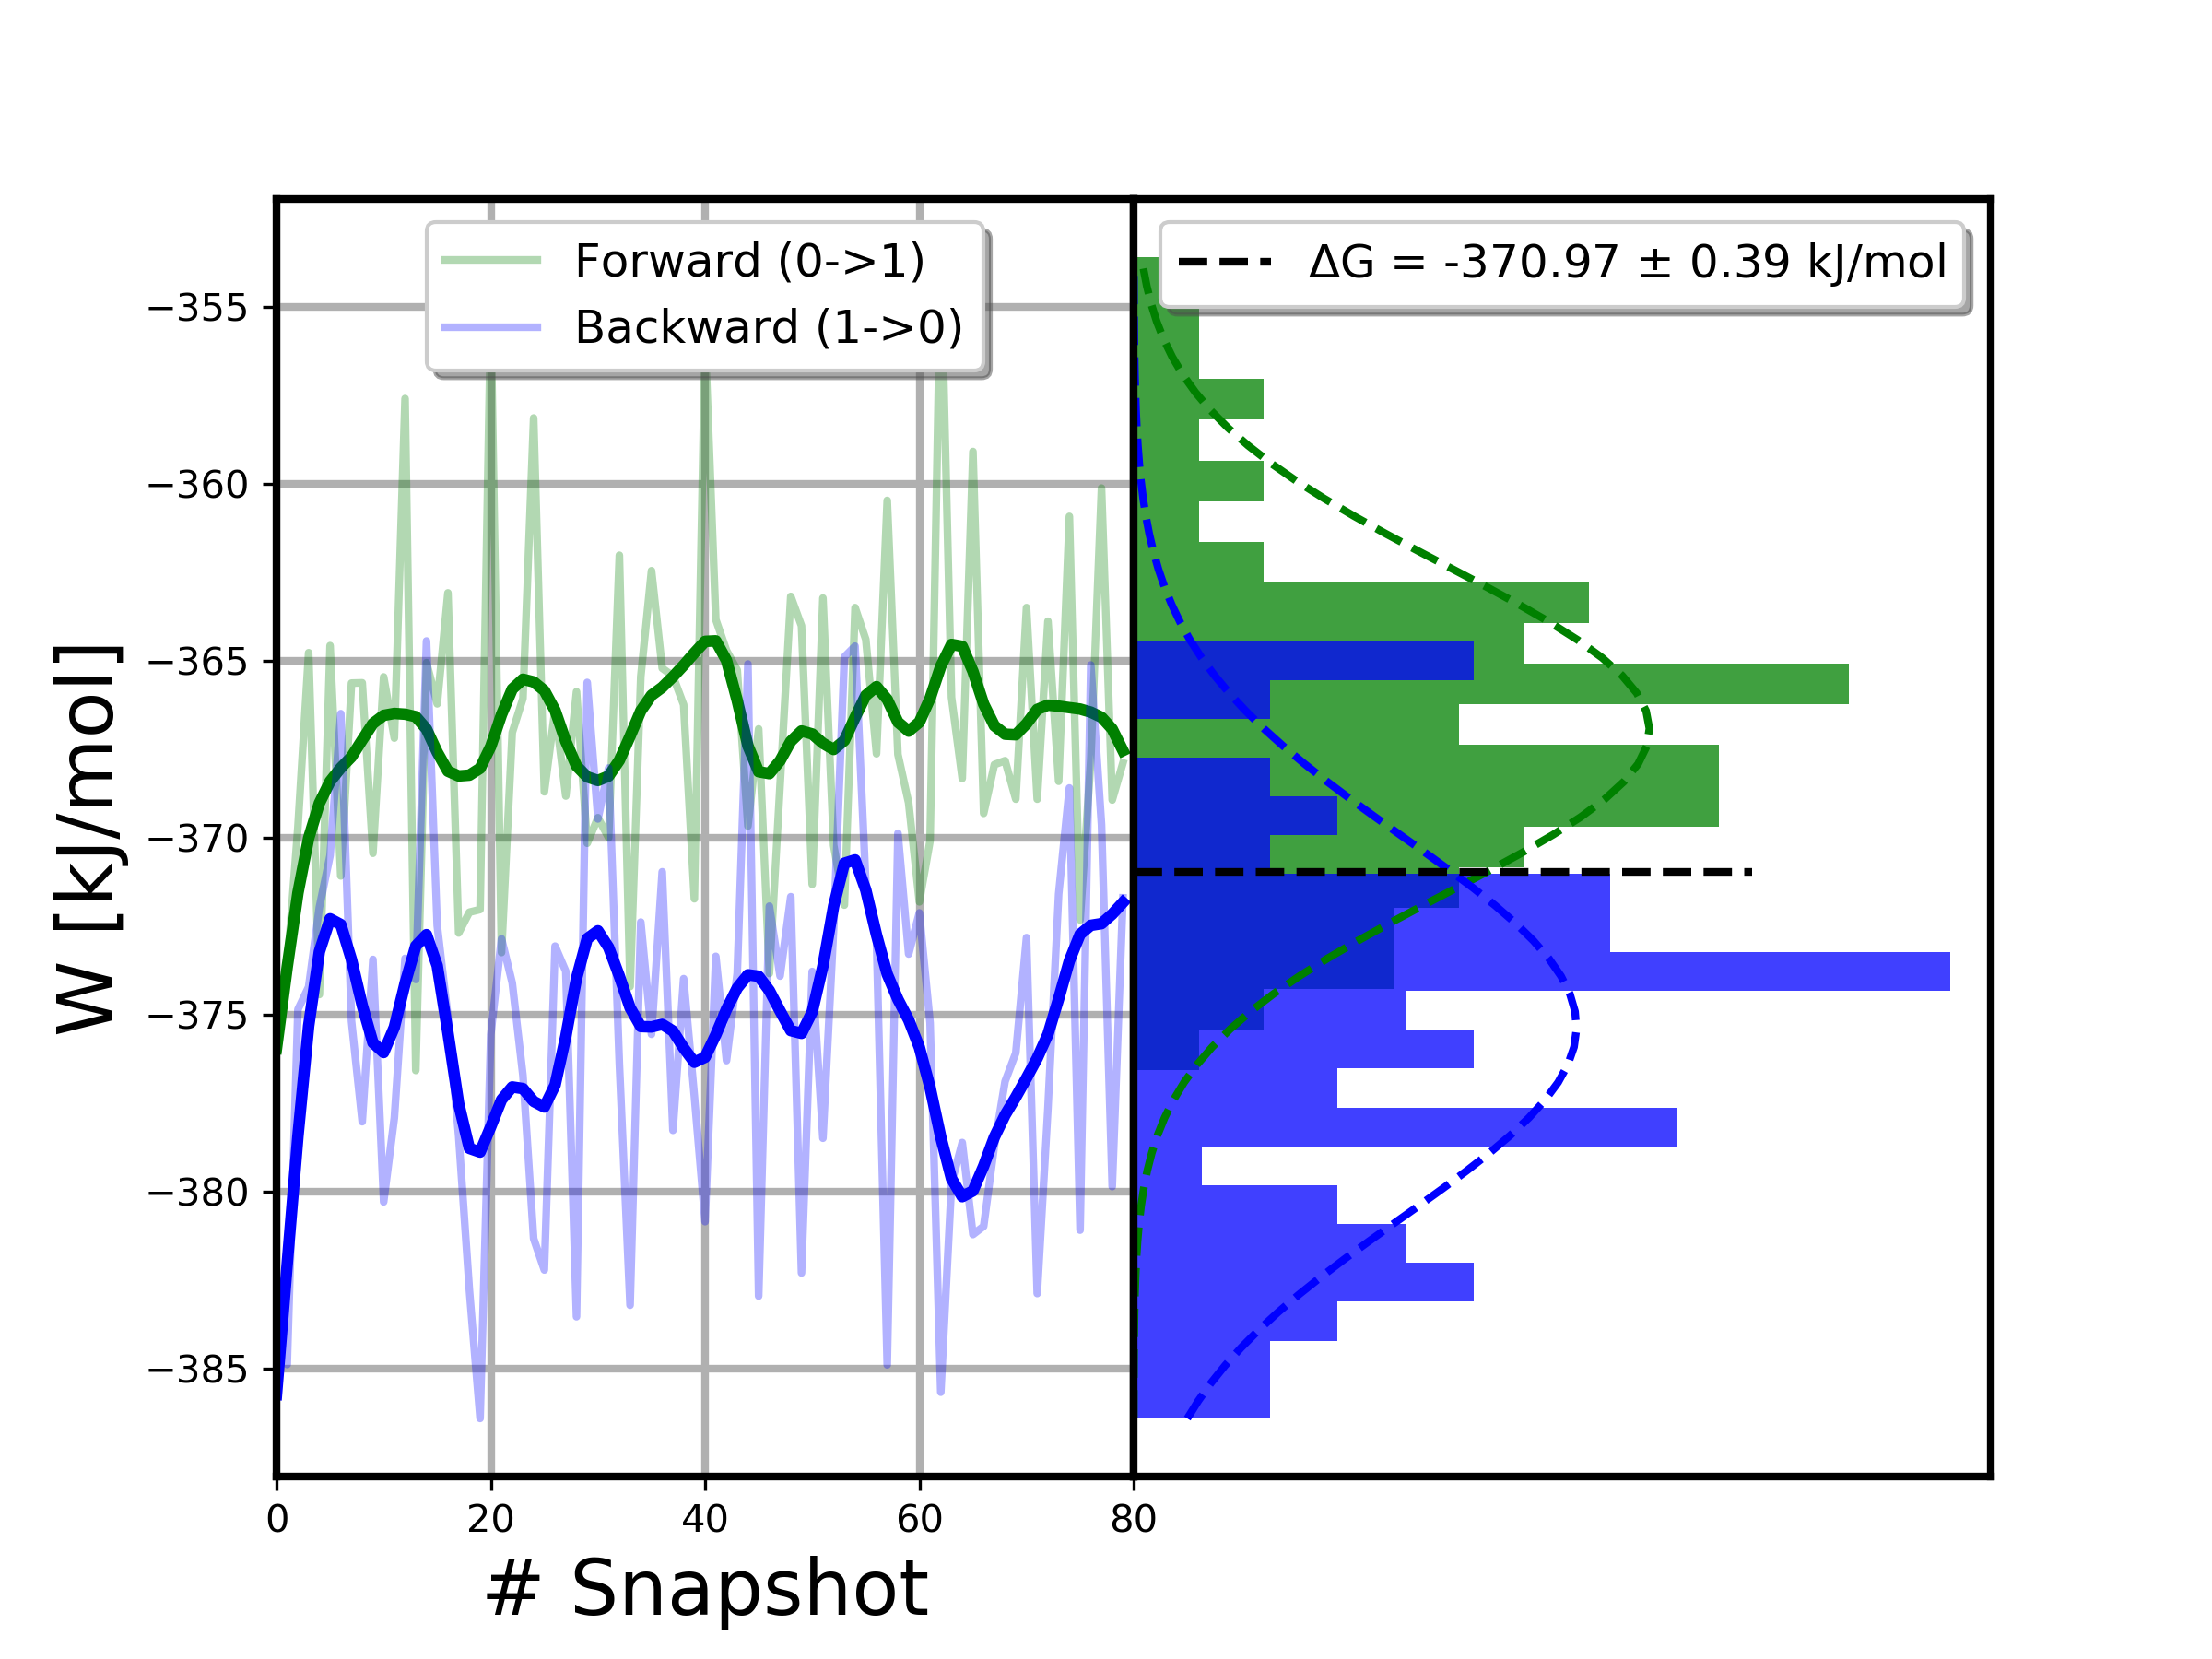 Forward (0->1)
Backward (1->0)
ΔG = -370.97 ± 0.39 kJ/mol
W [kJ/mol]
−355
−360
−365
−370
−375
−380
−385
0 20 40 60 80
# Snapshot